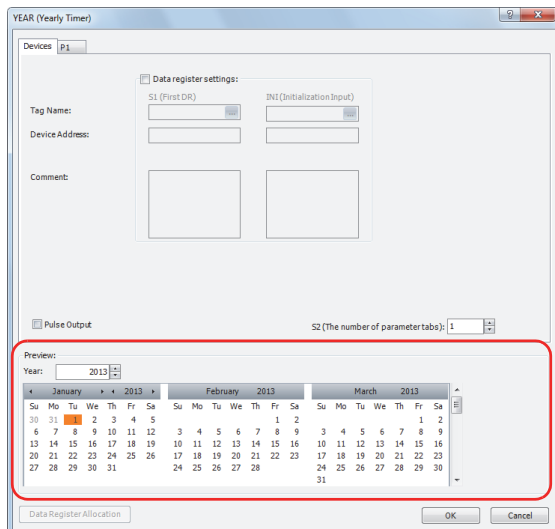 YEAR (Yearly Timer)
Devices P1
Data register settings:
S1 (First DR) INI (Initialization Input)
Tag Name:
Device Address:
Comment:
Pulse Output S2 (The number of parameter tabs): 1
Preview:
Year: 2013
January 2013 February 2013 March 2013
Su Mo Tu We Th Fr Sa Su Mo Tu We Th Fr Sa Su Mo Tu We Th Fr Sa
30 31 1 2 3 4 5 1 2 1 2
6 7 8 9 10 11 12 3 4 5 6 7 8 9 3 4 5 6 7 8 9
13 14 15 16 17 18 19 10 11 12 13 14 15 16 10 11 12 13 14 15 16
20 21 22 23 24 25 26 17 18 19 20 21 22 23 17 18 19 20 21 22 23
27 28 29 30 31 24 25 26 27 28 24 25 26 27 28 29 30
31
Data Register Allocation OK Cancel